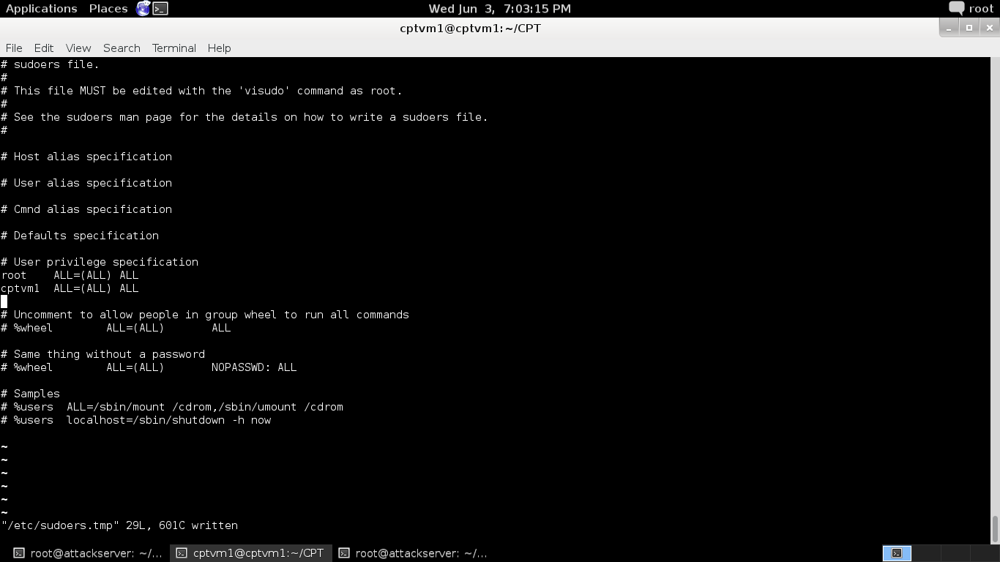 Applications Places Wed Jun 3, 7:03:15 PM root
cptvm1@cptvm1: ~/CPT
File Edit View Search Terminal Help
# sudoers file.
#
# This file MUST be edited with the 'visudo' command as root.
#
# See the sudoers man page for the details on how to write a sudoers file.
#
# Host alias specification
# User alias specification
# Cmnd alias specification
# Defaults specification
# User privilege specification
root    ALL=(ALL) ALL
cptvm1  ALL=(ALL) ALL
# Uncomment to allow people in group wheel to run all commands
# %wheel        ALL=(ALL)       ALL
# Same thing without a password
# %wheel        ALL=(ALL)       NOPASSWD: ALL
# Samples
# %users  ALL=/sbin/mount /cdrom,/sbin/umount /cdrom
# %users  localhost=/sbin/shutdown -h now
~
~
~
~
~
~
"/etc/sudoers.tmp" 29L, 601C written
root@attackserver: ~/... cptvm1@cptvm1: ~/CPT root@attackserver: ~/...